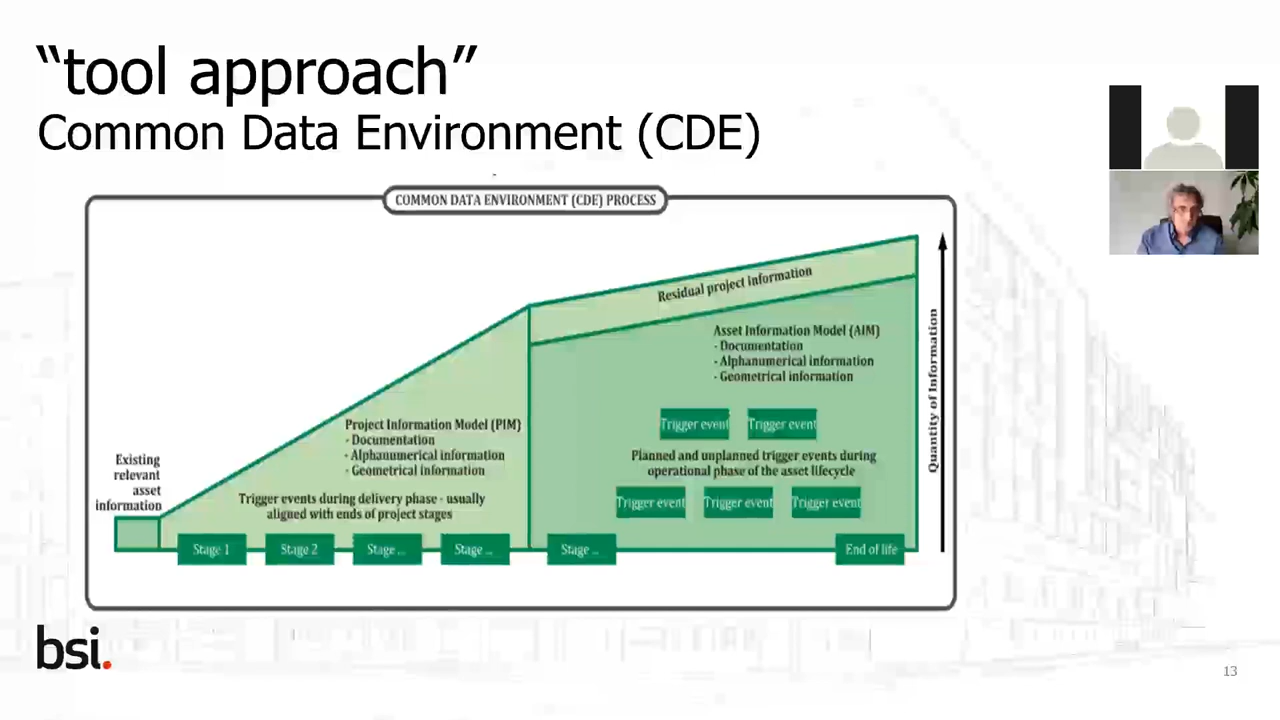 “tool approach”
Common Data Environment (CDE)
COMMON DATA ENVIRONMENT (CDE) PROCESS
Residual project information
Asset Information Model (AIM)
- Documentation
- Alphanumerical information
- Geometrical information
Quantity of Information
Trigger event
Trigger event
Project Information Model (PIM)
- Documentation
- Alphanumerical information
- Geometrical information
Planned and unplanned trigger events during
operational phase of the asset lifecycle
Existing
relevant
asset
information
Trigger events during delivery phase - usually
aligned with ends of project stages
Trigger event
Trigger event
Trigger event
Stage 1
Stage 2
Stage ...
Stage ...
Stage ...
End of life
bsi.
13